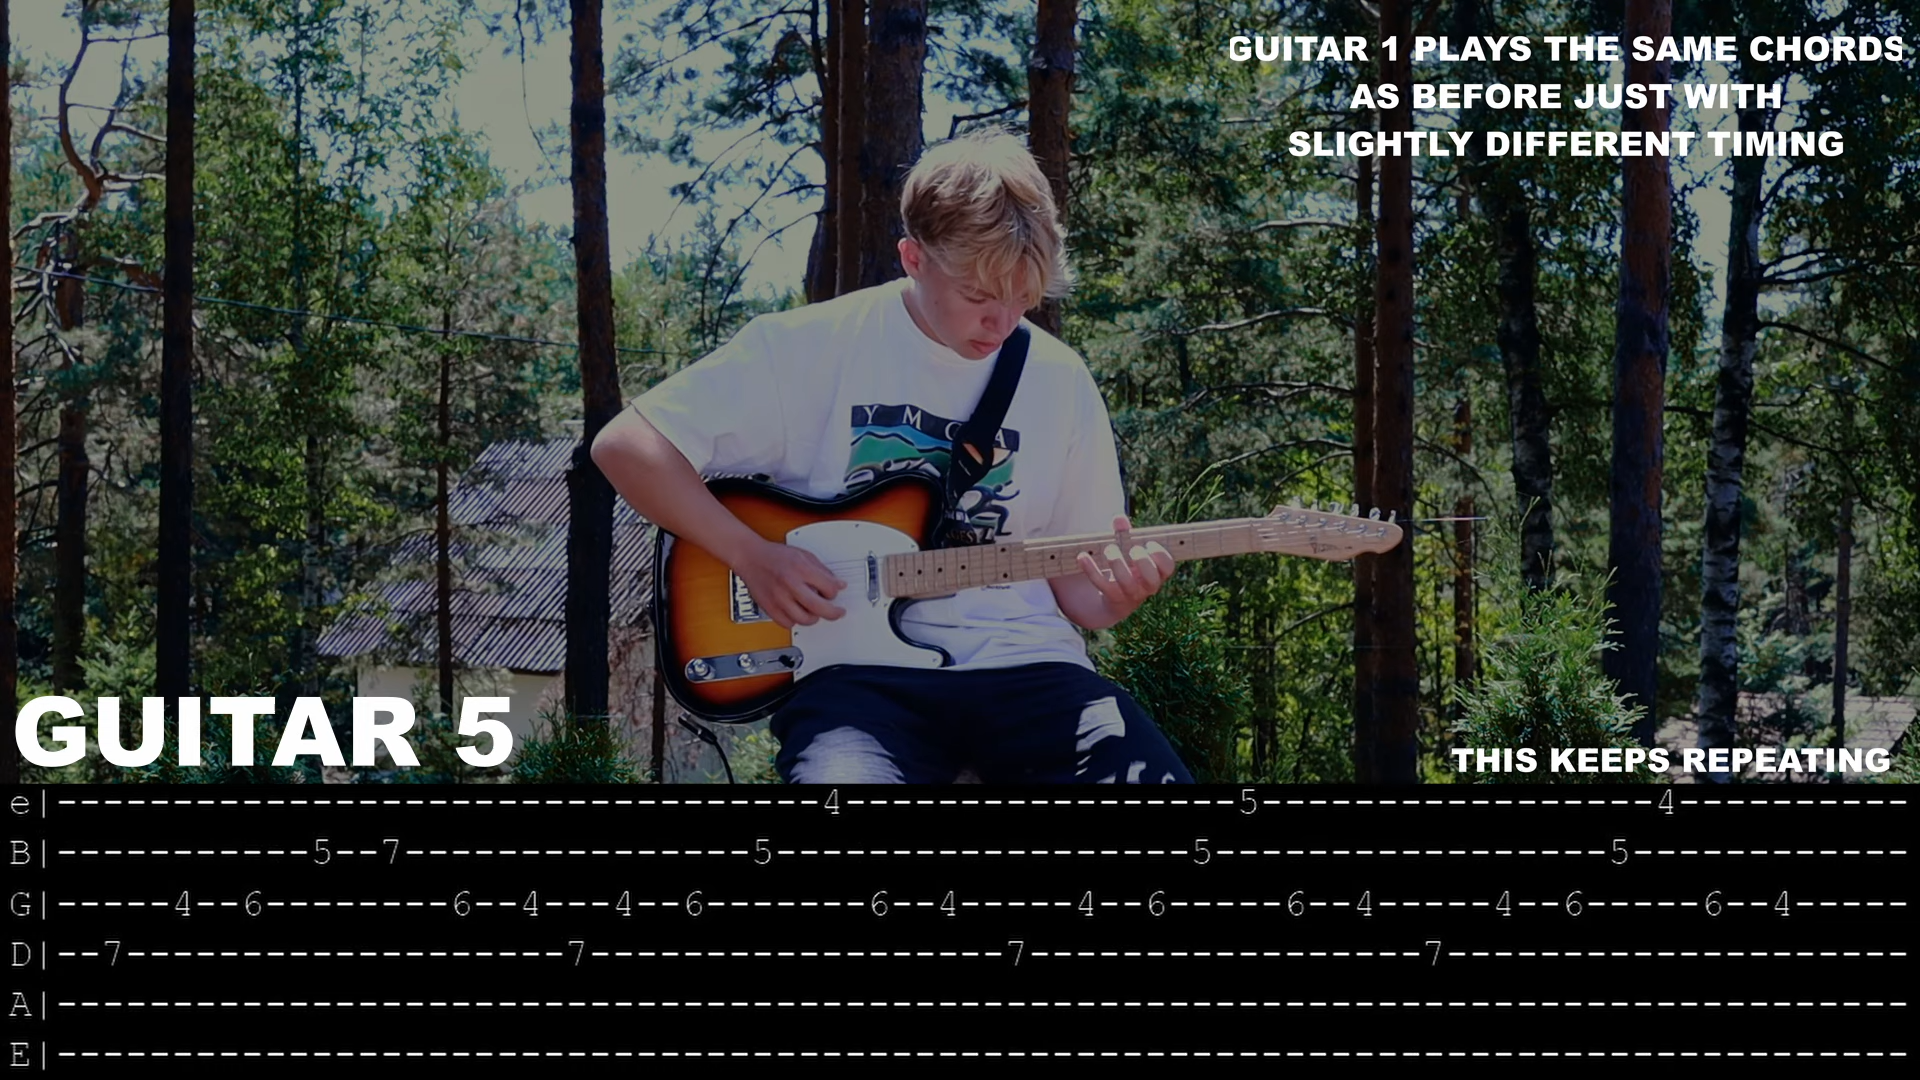 GUITAR 1 PLAYS THE SAME CHORDS
AS BEFORE JUST WITH
SLIGHTLY DIFFERENT TIMING
Y M C A
GUITAR 5
THIS KEEPS REPEATING
e|---------------------------------4-----------------5-----------------4----------
B|-----------5--7---------------5------------------5-----------------5------------
G|-----4--6--------6--4---4--6-------6--4-----4--6-----6--4-----4--6-----6--4-----
D|--7-------------------7------------------7-----------------7--------------------
A|--------------------------------------------------------------------------------
E|--------------------------------------------------------------------------------